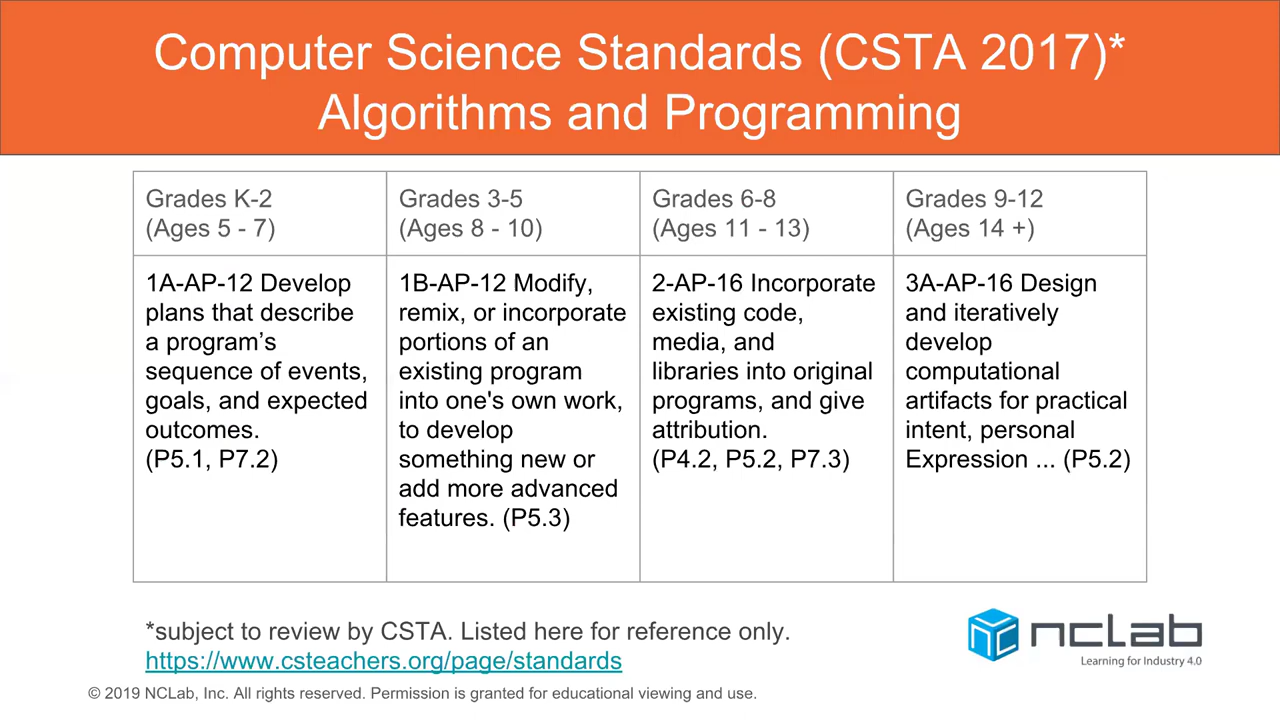 Computer Science Standards (CSTA 2017)*
Algorithms and Programming
Grades K-2
(Ages 5 - 7)
1A-AP-12 Develop
plans that describe
a program’s
sequence of events,
goals, and expected
outcomes.
(P5.1, P7.2)
Grades 3-5
(Ages 8 - 10)
1B-AP-12 Modify,
remix, or incorporate
portions of an
existing program
into one's own work,
to develop
something new or
add more advanced
features. (P5.3)
Grades 6-8
(Ages 11 - 13)
2-AP-16 Incorporate
existing code,
media, and
libraries into original
programs, and give
attribution.
(P4.2, P5.2, P7.3)
Grades 9-12
(Ages 14 +)
3A-AP-16 Design
and iteratively
develop
computational
artifacts for practical
intent, personal
Expression ... (P5.2)
*subject to review by CSTA. Listed here for reference only.
https://www.csteachers.org/page/standards
nclab
Learning for Industry 4.0
© 2019 NCLab, Inc. All rights reserved. Permission is granted for educational viewing and use.